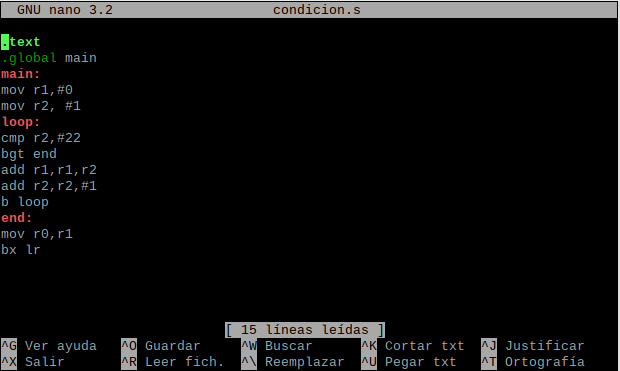 GNU nano 3.2 condicion.s
.text
.global main
main:
mov r1,#0
mov r2, #1
loop:
cmp r2,#22
bgt end
add r1,r1,r2
add r2,r2,#1
b loop
end:
mov r0,r1
bx lr
[ 15 líneas leídas ]
^G Ver ayuda ^O Guardar ^W Buscar ^K Cortar txt ^J Justificar
^X Salir ^R Leer fich. ^\ Reemplazar ^U Pegar txt ^T Ortografía